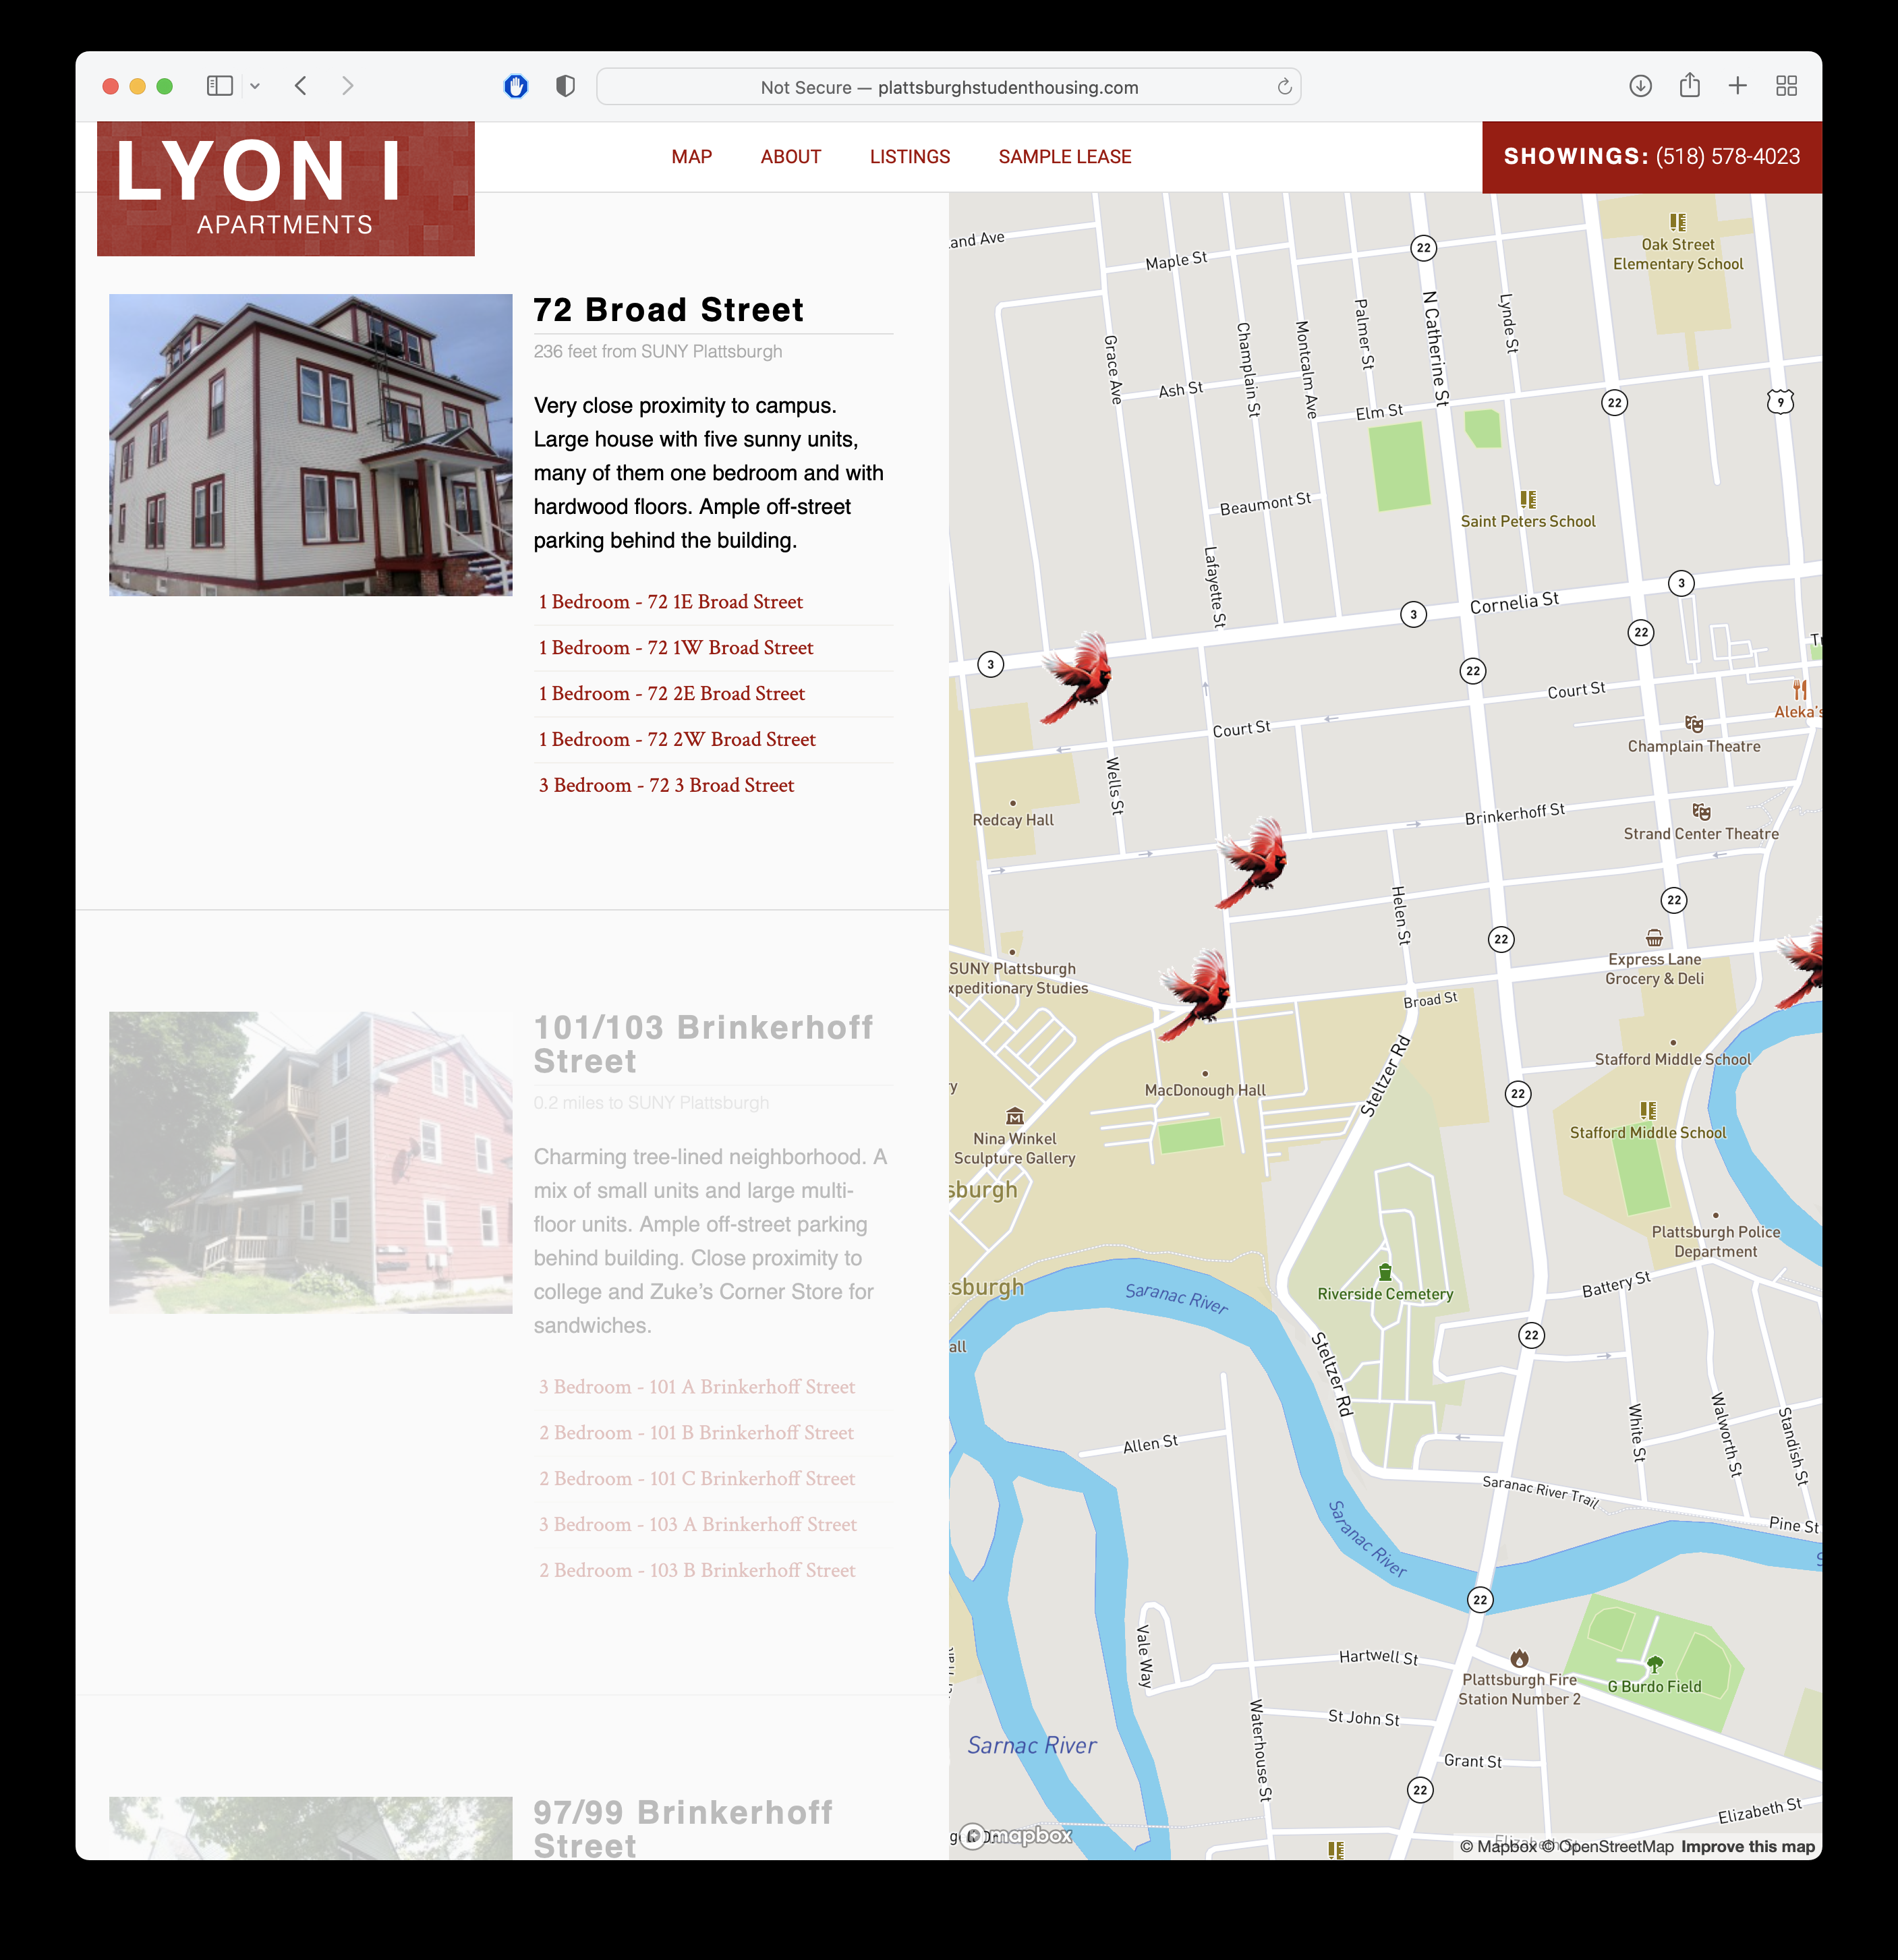 Not Secure — plattsburghstudenthousing.com
LYON I
APARTMENTS
MAP
ABOUT
LISTINGS
SAMPLE LEASE
SHOWINGS: (518) 578-4023
72 Broad Street
236 feet from SUNY Plattsburgh
Very close proximity to campus.
Large house with five sunny units,
many of them one bedroom and with
hardwood floors. Ample off-street
parking behind the building.
1 Bedroom - 72 1E Broad Street
1 Bedroom - 72 1W Broad Street
1 Bedroom - 72 2E Broad Street
1 Bedroom - 72 2W Broad Street
3 Bedroom - 72 3 Broad Street
101/103 Brinkerhoff
Street
0.2 miles to SUNY Plattsburgh
Charming tree-lined neighborhood. A
mix of small units and large multi-
floor units. Ample off-street parking
behind building. Close proximity to
college and Zuke’s Corner Store for
sandwiches.
3 Bedroom - 101 A Brinkerhoff Street
2 Bedroom - 101 B Brinkerhoff Street
2 Bedroom - 101 C Brinkerhoff Street
3 Bedroom - 103 A Brinkerhoff Street
2 Bedroom - 103 B Brinkerhoff Street
97/99 Brinkerhoff
Street
and Ave
Maple St
22
Oak Street
Elementary School
Grace Ave
Champlain St
Montcalm Ave
Palmer St
N Catherine St
Lynde St
Ash St
Elm St
22
9
Beaumont St
Saint Peters School
Lafayette St
3
Cornelia St
3
22
3
22
Court St
Court St
Aleka's
Champlain Theatre
Wells St
Redcay Hall
Brinkerhoff St
Strand Center Theatre
Helen St
22
22
SUNY Plattsburgh
xpeditionary Studies
Express Lane
Grocery & Deli
Broad St
Stafford Middle School
Steltzer Rd
MacDonough Hall
22
Nina Winkel
Sculpture Gallery
Stafford Middle School
sburgh
Plattsburgh Police
Department
sburgh
Saranac River
Riverside Cemetery
Battery St
all
22
Steltzer Rd
Allen St
White St
Walworth St
Standish St
Saranac River Trail
Saranac River
Pine St
22
Vale Way
Hartwell St
Plattsburgh Fire
Station Number 2
G Burdo Field
Waterhouse St
St John St
Sarnac River
Grant St
22
Elizabeth St
Elizabeth St
mapbox
© Mapbox © OpenStreetMap Improve this map